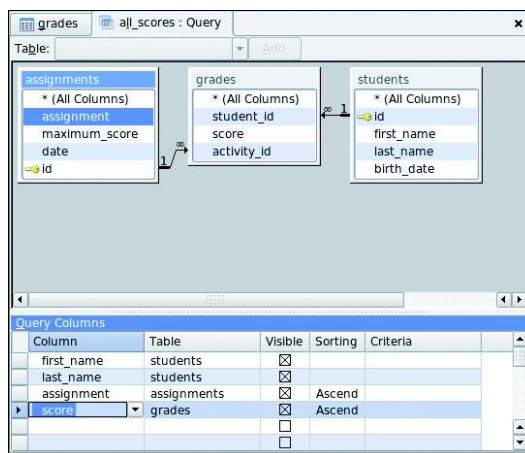 grades all_scores : Query
Table: Add
assignments
* (All Columns)
assignment
maximum_score
date
id
grades
* (All Columns)
student_id
score
activity_id
students
* (All Columns)
id
first_name
last_name
birth_date
1 ∞
∞ 1
Query Columns
Column Table Visible Sorting Criteria
first_name students
last_name students
assignment assignments Ascend
score grades Ascend